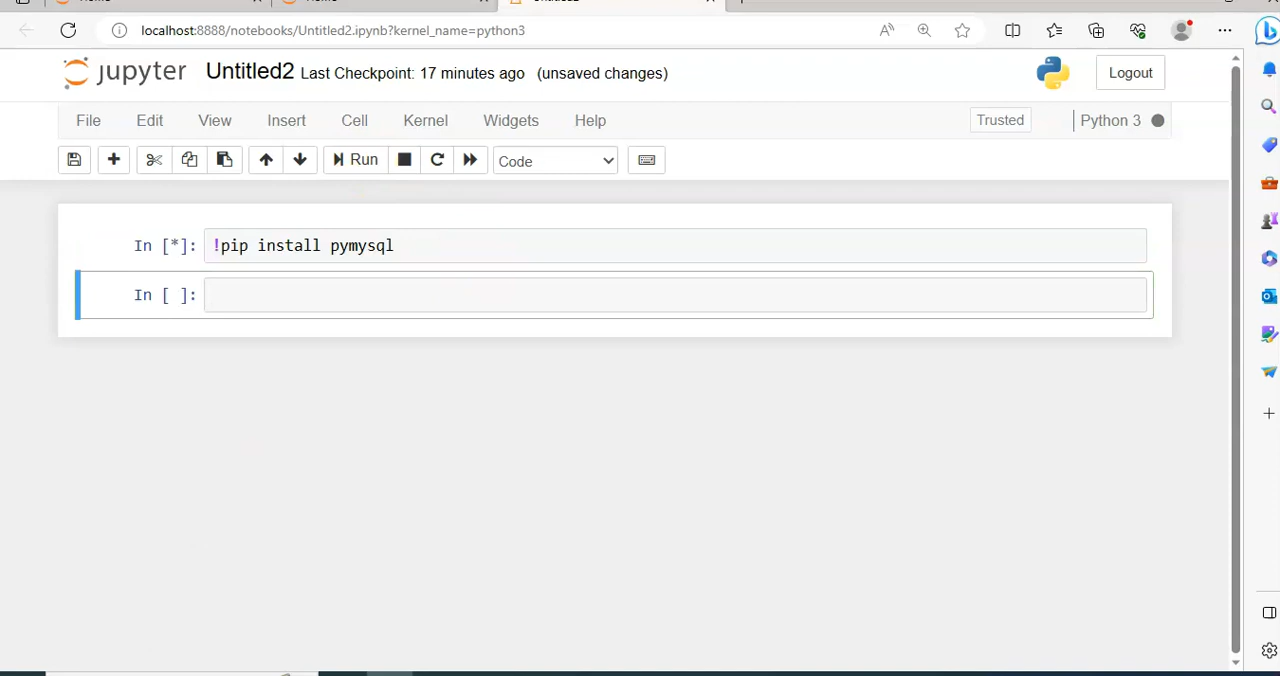 localhost:8888/notebooks/Untitled2.ipynb?kernel_name=python3
jupyter Untitled2 Last Checkpoint: 17 minutes ago (unsaved changes)
Logout
File Edit View Insert Cell Kernel Widgets Help
Trusted
Python 3
Run
Code
In [*]: !pip install pymysql
In [ ]: